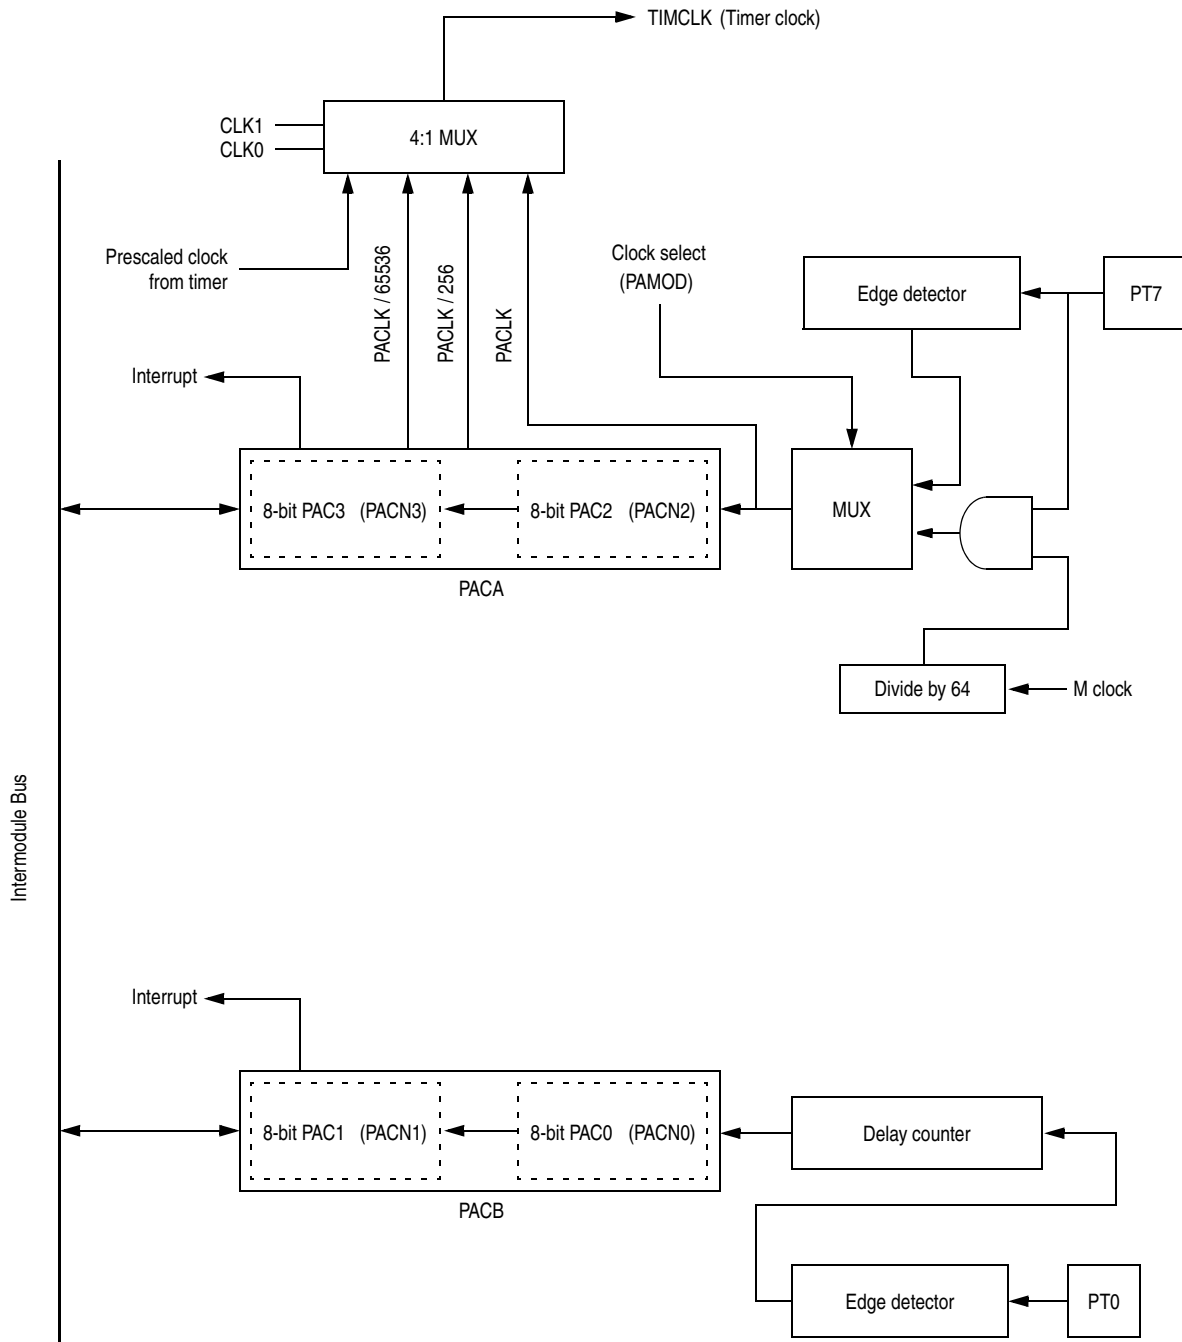 TIMCLK (Timer clock)
CLK1
CLK0
4:1 MUX
Prescaled clock
from timer
PACLK / 65536
PACLK / 256
PACLK
Clock select
(PAMOD)
Edge detector
PT7
Interrupt
8-bit PAC3 (PACN3)
8-bit PAC2 (PACN2)
MUX
PACA
Divide by 64
M clock
Intermodule Bus
Interrupt
8-bit PAC1 (PACN1)
8-bit PAC0 (PACN0)
Delay counter
PACB
Edge detector
PT0